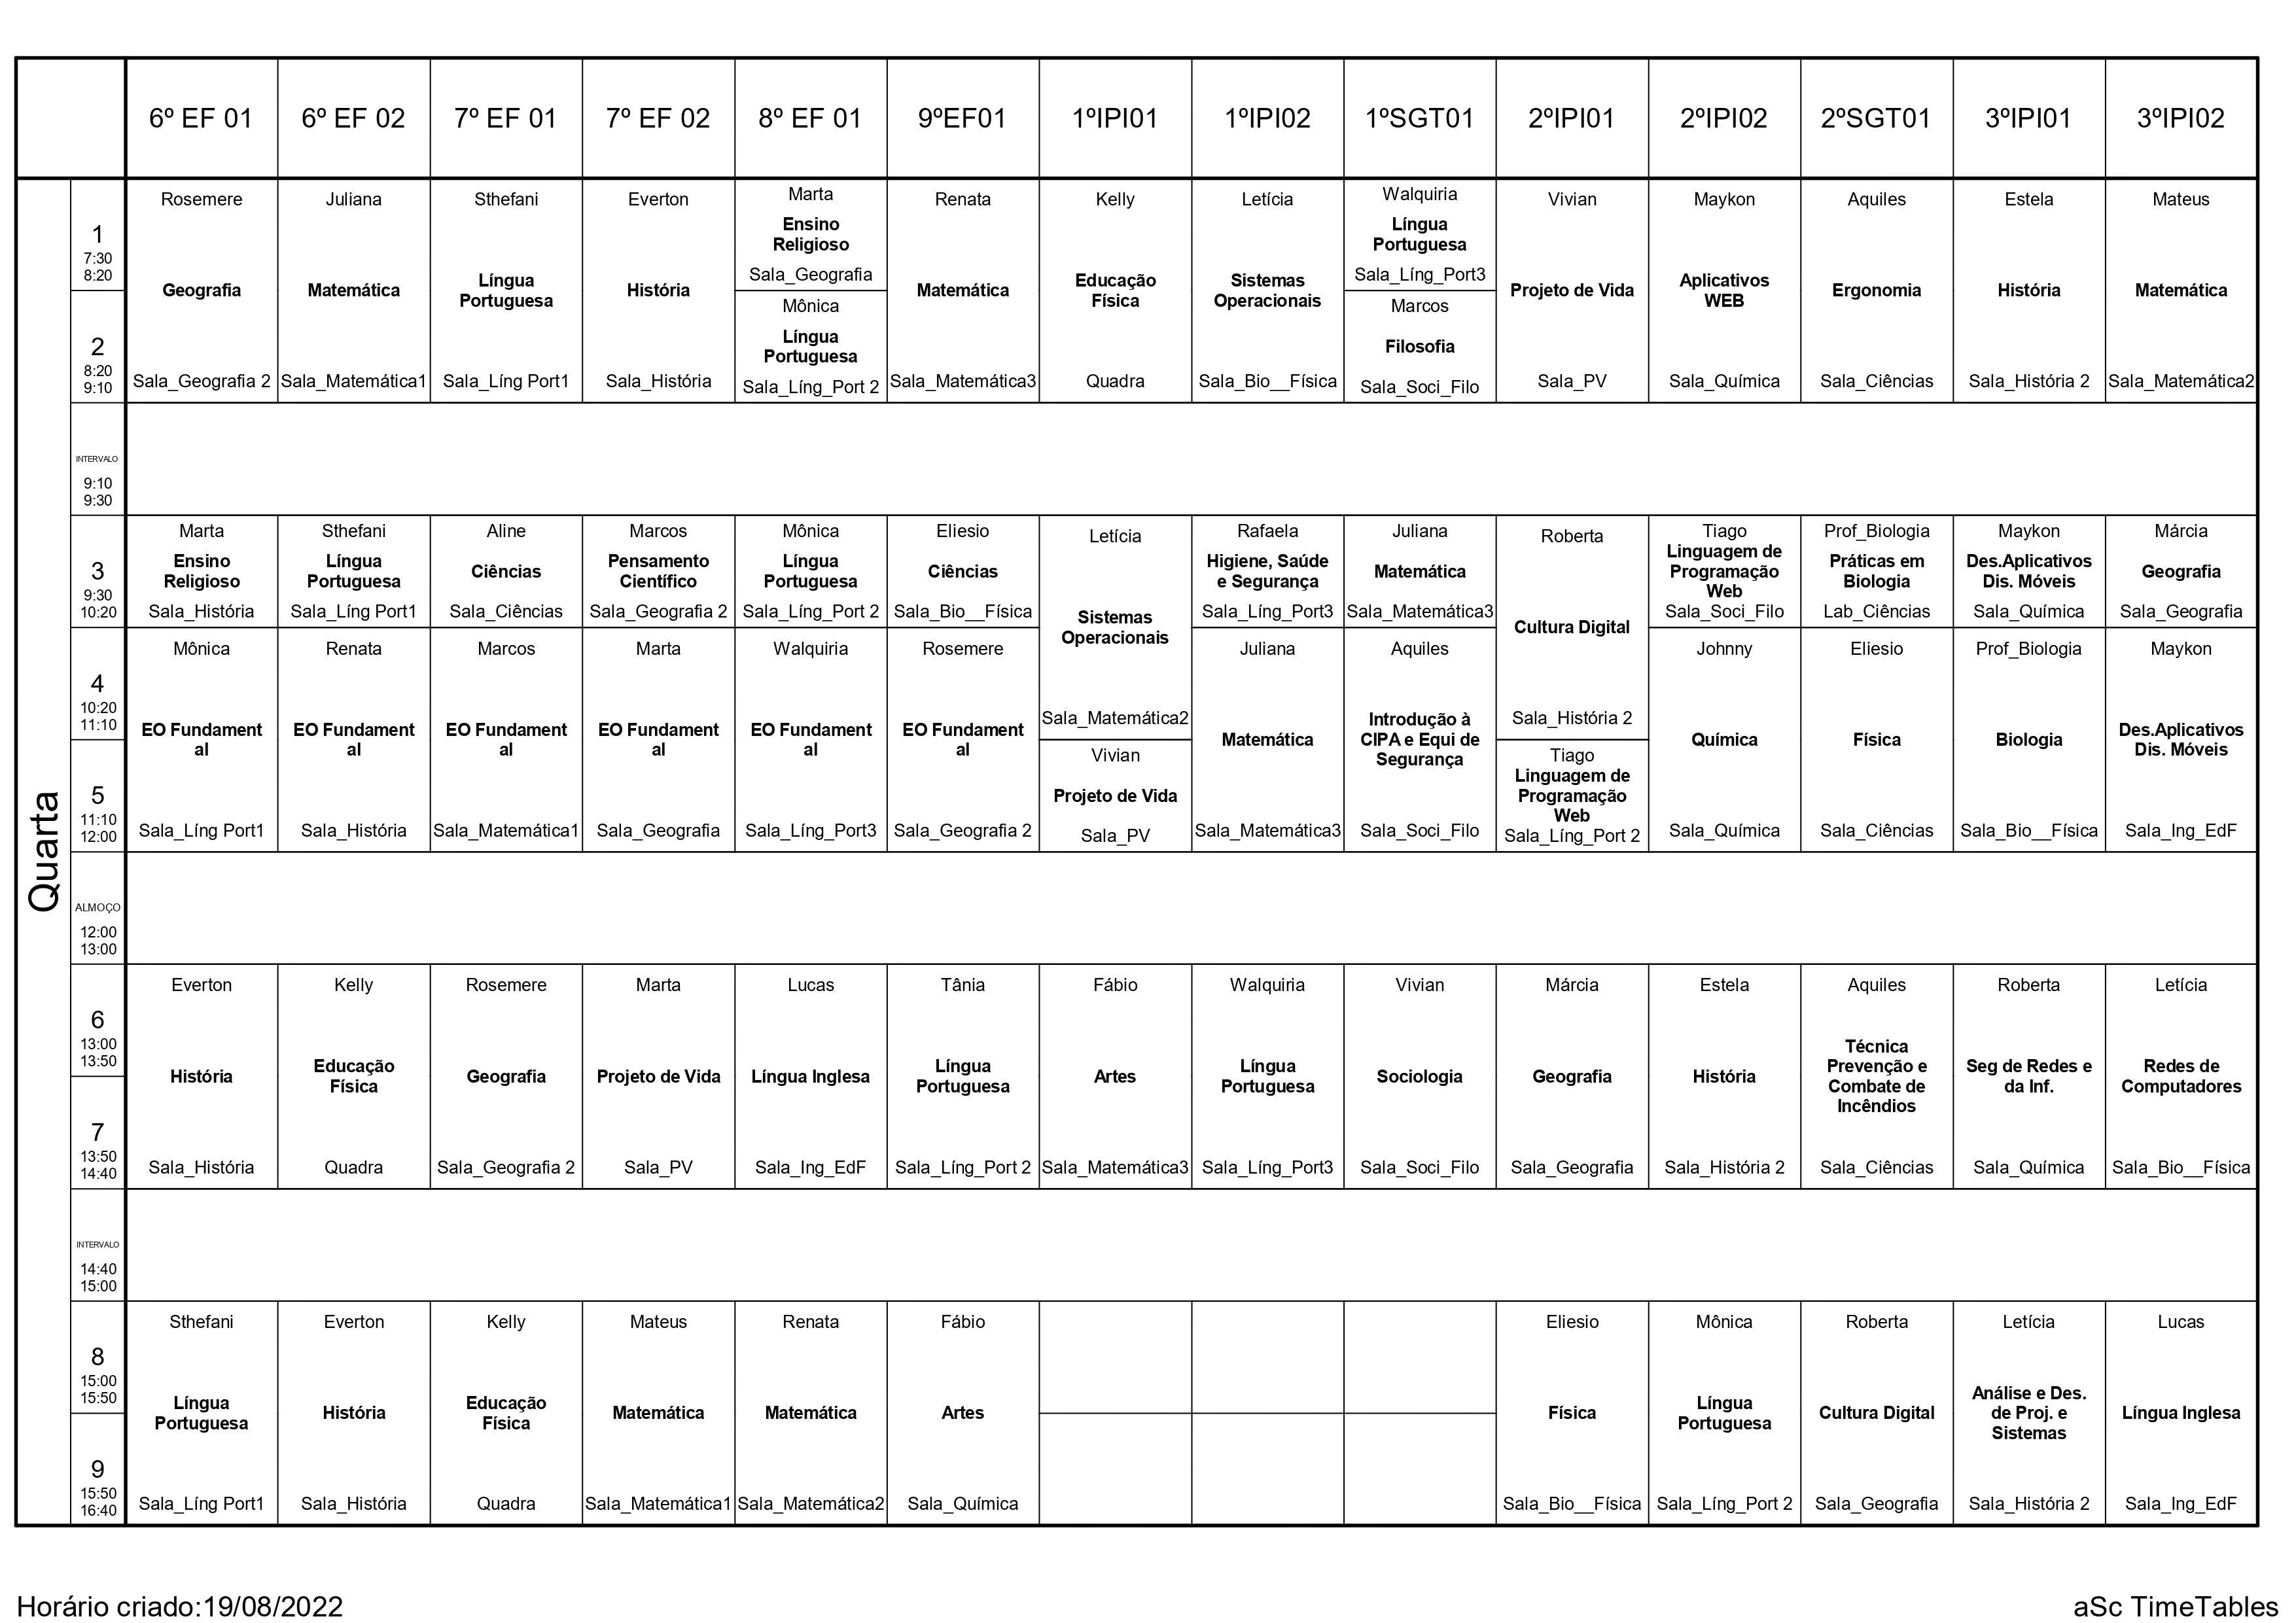 6º EF 01 6º EF 02 7º EF 01 7º EF 02 8º EF 01 9ºEF01 1ºIPI01 1ºIPI02 1ºSGT01 2ºIPI01 2ºIPI02 2ºSGT01 3ºIPI01 3ºIPI02
Quarta
1
7:30
8:20
2
8:20
9:10
Rosemere
Geografia
Sala_Geografia 2
Juliana
Matemática
Sala_Matemática1
Sthefani
Língua
Portuguesa
Sala_Líng Port1
Everton
História
Sala_História
Marta
Ensino
Religioso
Sala_Geografia
Mônica
Língua
Portuguesa
Sala_Líng_Port 2
Renata
Matemática
Sala_Matemática3
Kelly
Educação
Física
Quadra
Letícia
Sistemas
Operacionais
Sala_Bio__Física
Walquiria
Língua
Portuguesa
Sala_Líng_Port3
Marcos
Filosofia
Sala_Soci_Filo
Vivian
Projeto de Vida
Sala_PV
Maykon
Aplicativos
WEB
Sala_Química
Aquiles
Ergonomia
Sala_Ciências
Estela
História
Sala_História 2
Mateus
Matemática
Sala_Matemática2
INTERVALO
9:10
9:30
3
9:30
10:20
4
10:20
11:10
5
11:10
12:00
Marta
Ensino
Religioso
Sala_História
Mônica
EO Fundament
al
Sala_Líng Port1
Sthefani
Língua
Portuguesa
Sala_Líng Port1
Renata
EO Fundament
al
Sala_História
Aline
Ciências
Sala_Ciências
Marcos
EO Fundament
al
Sala_Matemática1
Marcos
Pensamento
Científico
Sala_Geografia 2
Marta
EO Fundament
al
Sala_Geografia
Mônica
Língua
Portuguesa
Sala_Líng_Port 2
Walquiria
EO Fundament
al
Sala_Líng_Port3
Eliesio
Ciências
Sala_Bio__Física
Rosemere
EO Fundament
al
Sala_Geografia 2
Letícia
Sistemas
Operacionais
Sala_Matemática2
Vivian
Projeto de Vida
Sala_PV
Rafaela
Higiene, Saúde
e Segurança
Sala_Líng_Port3
Juliana
Matemática
Sala_Matemática3
Juliana
Matemática
Sala_Matemática3
Aquiles
Introdução à
CIPA e Equi de
Segurança
Sala_Soci_Filo
Roberta
Cultura Digital
Sala_História 2
Tiago
Linguagem de
Programação
Web
Sala_Líng_Port 2
Tiago
Linguagem de
Programação
Web
Sala_Soci_Filo
Johnny
Química
Sala_Química
Prof_Biologia
Práticas em
Biologia
Lab_Ciências
Eliesio
Física
Sala_Ciências
Maykon
Des.Aplicativos
Dis. Móveis
Sala_Química
Prof_Biologia
Biologia
Sala_Bio__Física
Márcia
Geografia
Sala_Geografia
Maykon
Des.Aplicativos
Dis. Móveis
Sala_Ing_EdF
ALMOÇO
12:00
13:00
6
13:00
13:50
7
13:50
14:40
Everton
História
Sala_História
Kelly
Educação
Física
Quadra
Rosemere
Geografia
Sala_Geografia 2
Marta
Projeto de Vida
Sala_PV
Lucas
Língua Inglesa
Sala_Ing_EdF
Tânia
Língua
Portuguesa
Sala_Líng_Port 2
Fábio
Artes
Sala_Matemática3
Walquiria
Língua
Portuguesa
Sala_Líng_Port3
Vivian
Sociologia
Sala_Soci_Filo
Márcia
Geografia
Sala_Geografia
Estela
História
Sala_História 2
Aquiles
Técnica
Prevenção e
Combate de
Incêndios
Sala_Ciências
Roberta
Seg de Redes e
da Inf.
Sala_Química
Letícia
Redes de
Computadores
Sala_Bio__Física
INTERVALO
14:40
15:00
8
15:00
15:50
9
15:50
16:40
Sthefani
Língua
Portuguesa
Sala_Líng Port1
Everton
História
Sala_História
Kelly
Educação
Física
Quadra
Mateus
Matemática
Sala_Matemática1
Renata
Matemática
Sala_Matemática2
Fábio
Artes
Sala_Química
Eliesio
Física
Sala_Bio__Física
Mônica
Língua
Portuguesa
Sala_Líng_Port 2
Roberta
Cultura Digital
Sala_Geografia
Letícia
Análise e Des.
de Proj. e
Sistemas
Sala_História 2
Lucas
Língua Inglesa
Sala_Ing_EdF
Horário criado:19/08/2022
aSc TimeTables